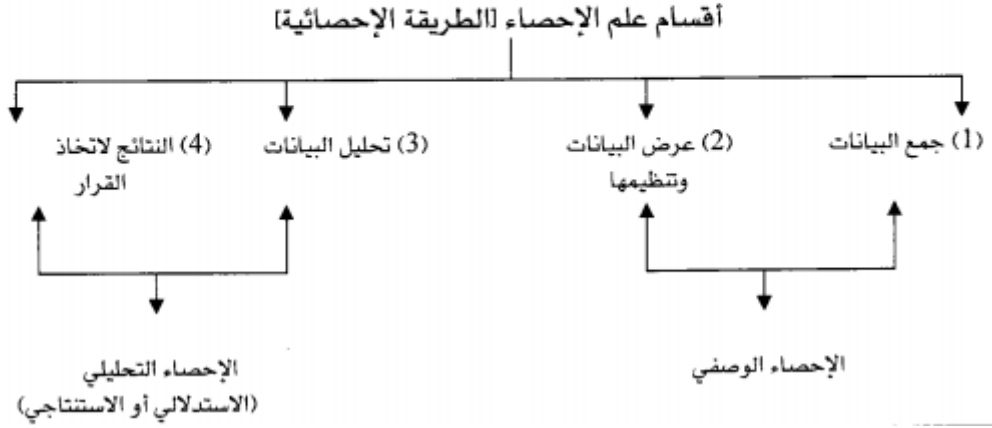 أقسام علم الإحصاء [الطريقة الإحصائية]
(1) جمع البيانات
(2) عرض البيانات
وتنظيمها
(3) تحليل البيانات
(4) النتائج لاتخاذ
القرار
الإحصاء الوصفي
الإحصاء التحليلي
(الاستدلالي أو الاستنتاجي)